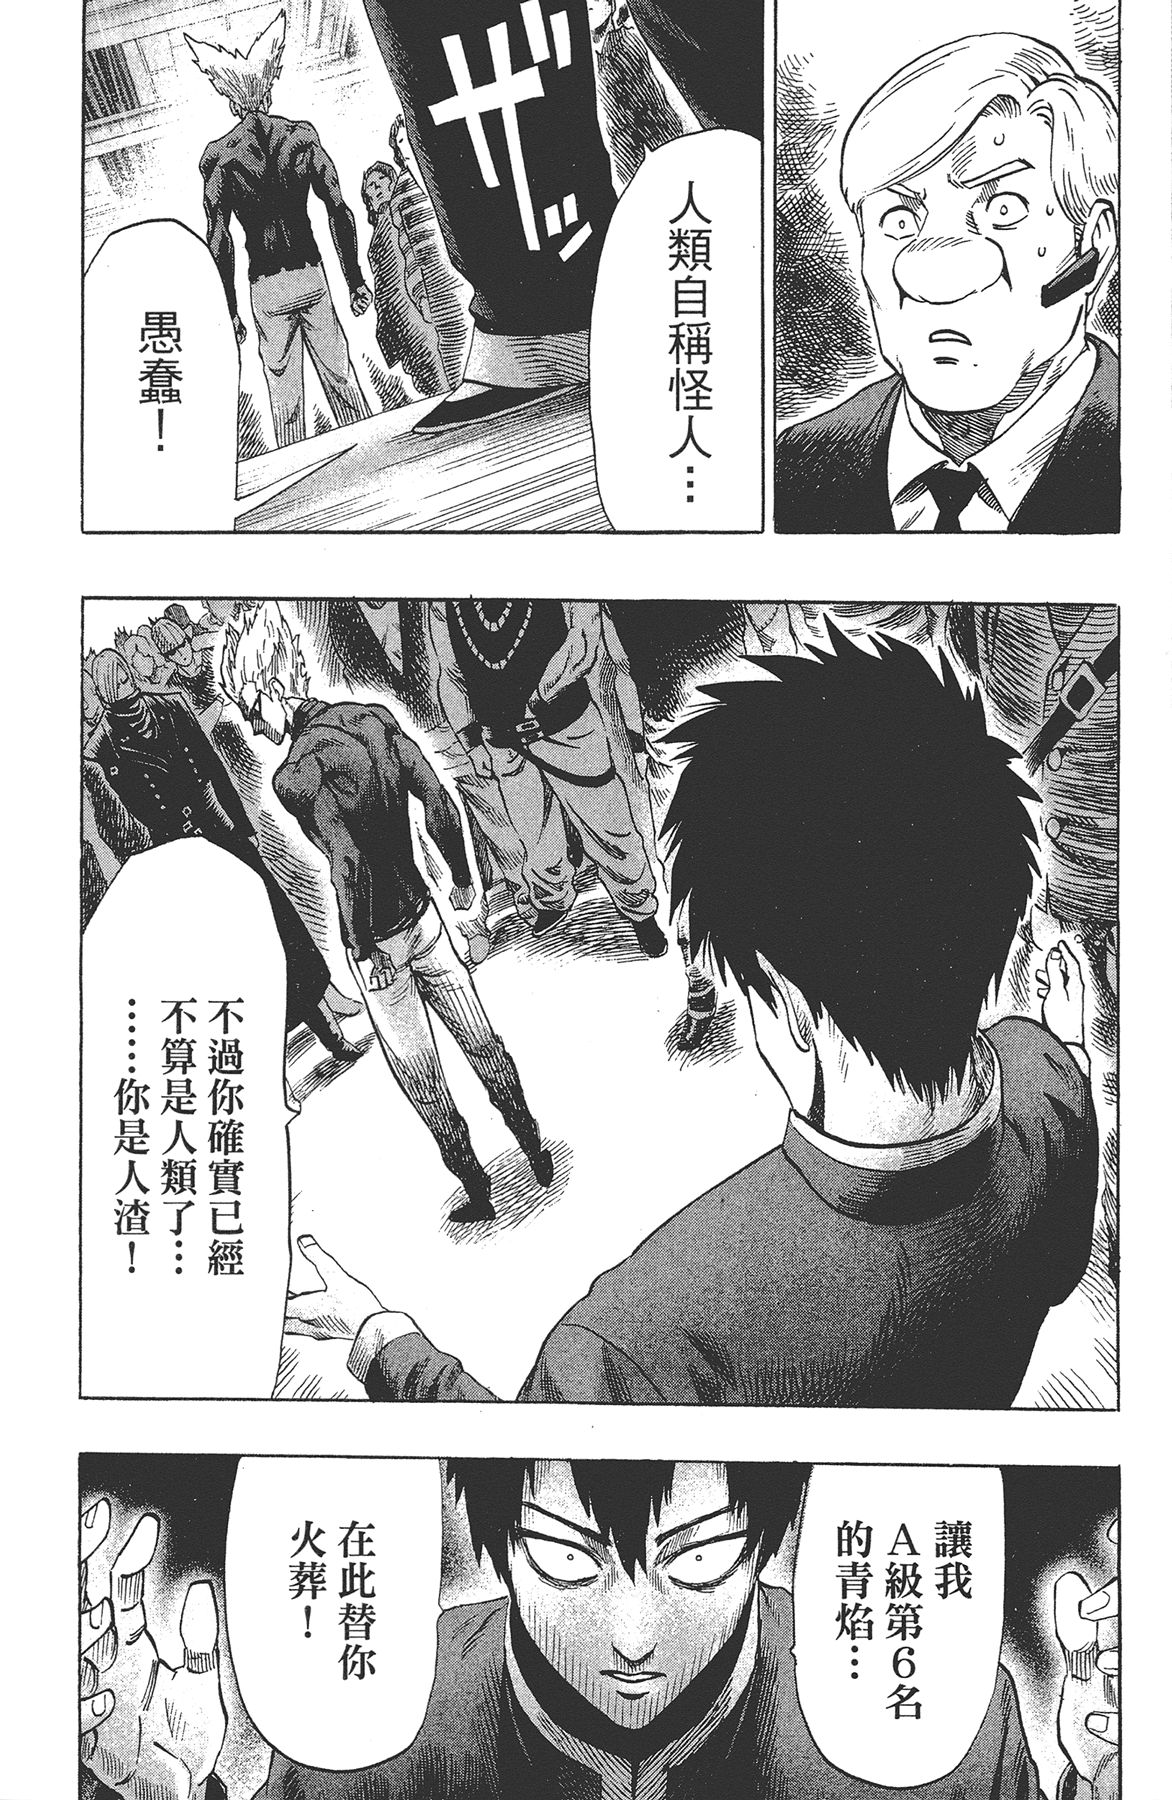 人類自稱怪人…
愚蠢！
ザッ
不過你確實已經
不算是人類了…
……你是人渣！
讓我
A級第6名
的青焰…
在此替你
火葬！